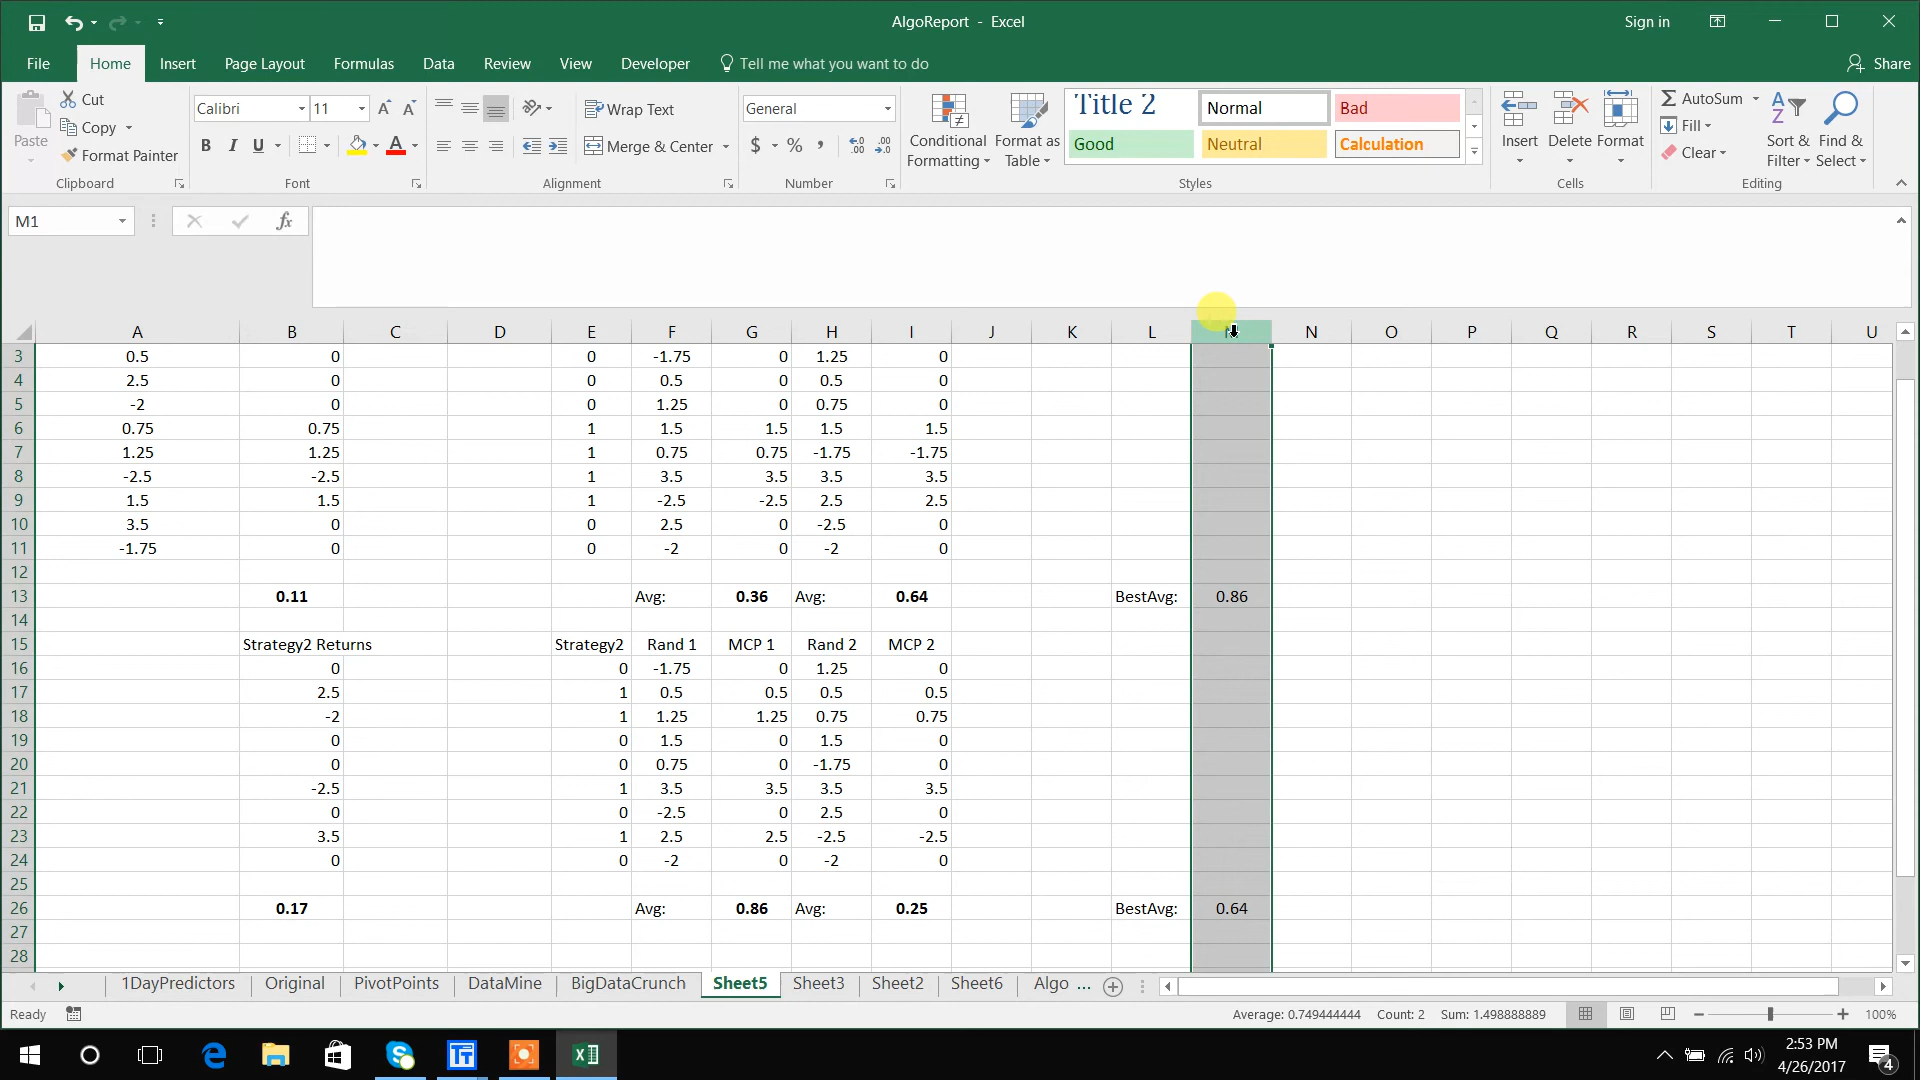 AlgoReport - Excel
Sign in
File Home Insert Page Layout Formulas Data Review View Developer Tell me what you want to do Share
Cut Calibri 11 Wrap Text General Title 2 Normal Bad AutoSum
Paste Copy Merge & Center $ % , Conditional Formatting Format as Table Good Neutral Calculation Insert Delete Format Fill Sort & Filter Find & Select
Format Painter B I U Clear
Clipboard Font Alignment Number Styles Cells Editing
M1 fx
A B C D E F G H I J K L N O P Q R S T U
3 0.5 0 0 -1.75 0 1.25 0
4 2.5 0 0 0.5 0 0.5 0
5 -2 0 0 1.25 0 0.75 0
6 0.75 0.75 1 1.5 1.5 1.5 1.5
7 1.25 1.25 1 0.75 0.75 -1.75 -1.75
8 -2.5 -2.5 1 3.5 3.5 3.5 3.5
9 1.5 1.5 1 -2.5 -2.5 2.5 2.5
10 3.5 0 0 2.5 0 -2.5 0
11 -1.75 0 0 -2 0 -2 0
12
13 0.11 Avg: 0.36 Avg: 0.64 BestAvg: 0.86
14
15 Strategy2 Returns Strategy2 Rand 1 MCP 1 Rand 2 MCP 2
16 0 0 -1.75 0 1.25 0
17 2.5 1 0.5 0.5 0.5 0.5
18 -2 1 1.25 1.25 0.75 0.75
19 0 0 1.5 0 1.5 0
20 0 0 0.75 0 -1.75 0
21 -2.5 1 3.5 3.5 3.5 3.5
22 0 0 -2.5 0 2.5 0
23 3.5 1 2.5 2.5 -2.5 -2.5
24 0 0 -2 0 -2 0
25
26 0.17 Avg: 0.86 Avg: 0.25 BestAvg: 0.64
27
28
1DayPredictors Original PivotPoints DataMine BigDataCrunch Sheet5 Sheet3 Sheet2 Sheet6 Algo ...
Ready Average: 0.749444444 Count: 2 Sum: 1.498888889 100%
2:53 PM
4/26/2017
4